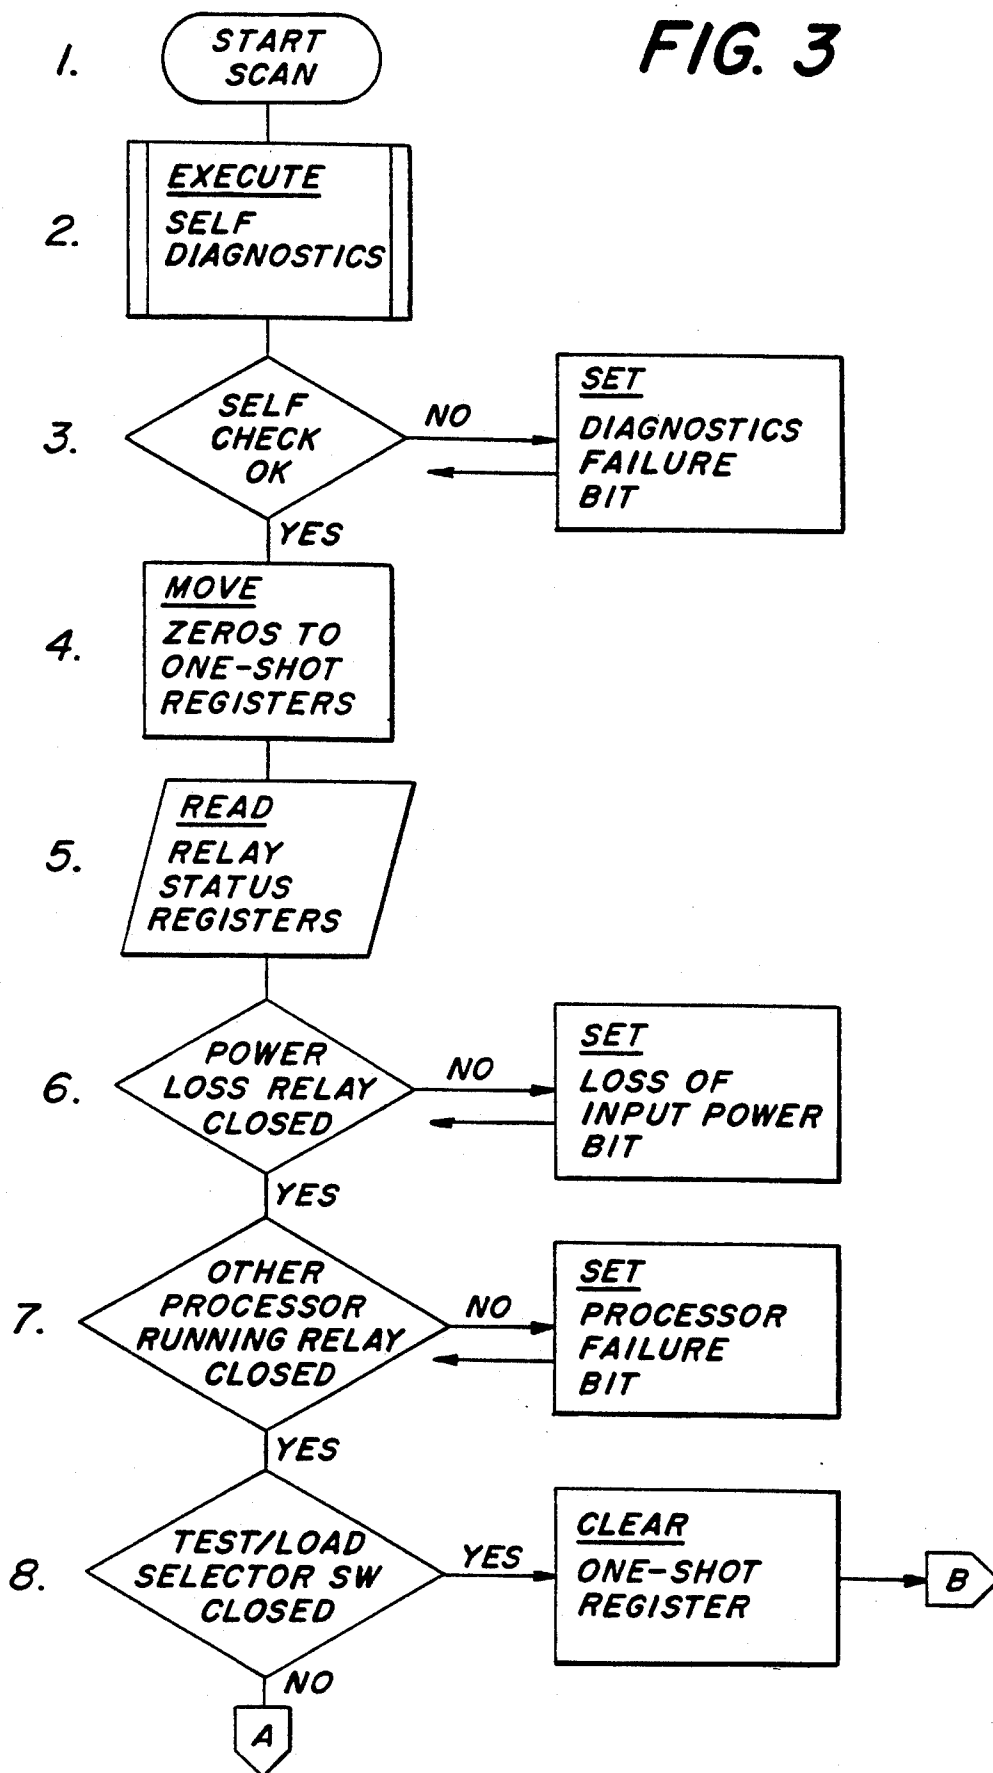 FIG. 3
1.
START
SCAN
2.
EXECUTE
SELF
DIAGNOSTICS
3.
SELF
CHECK
OK
NO
SET
DIAGNOSTICS
FAILURE
BIT
YES
4.
MOVE
ZEROS TO
ONE-SHOT
REGISTERS
5.
READ
RELAY
STATUS
REGISTERS
6.
POWER
LOSS RELAY
CLOSED
NO
SET
LOSS OF
INPUT POWER
BIT
YES
7.
OTHER
PROCESSOR
RUNNING RELAY
CLOSED
NO
SET
PROCESSOR
FAILURE
BIT
YES
8.
TEST/LOAD
SELECTOR SW
CLOSED
YES
CLEAR
ONE-SHOT
REGISTER
B
NO
A